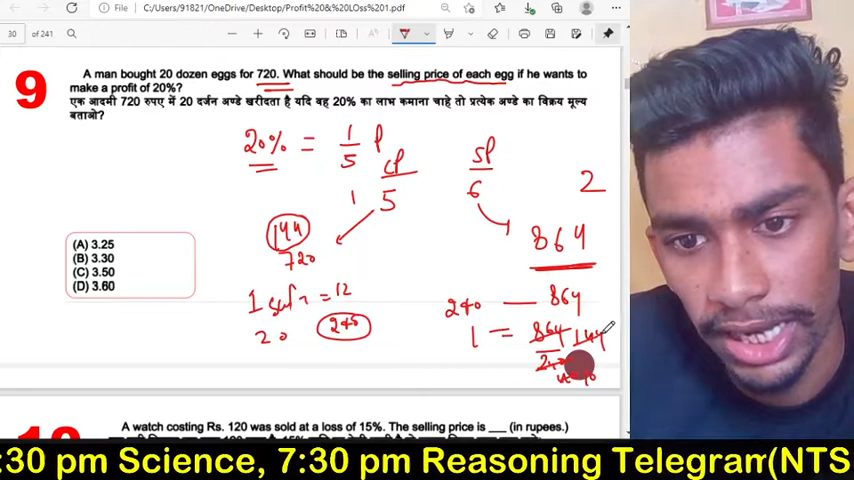 File
C:/Users/91821/OneDrive/Desktop/Profit%20&%20LOss%201.pdf
30 of 241
9
A man bought 20 dozen eggs for 720. What should be the selling price of each egg if he wants to
make a profit of 20%?
एक आदमी 720 रुपए में 20 दर्जन अण्डे खरीदता है यदि वह 20% का लाभ कमाना चाहे तो प्रत्येक अण्डे का विक्रय मूल्य
बताओ?
20% = 1/5 P
CP SP
1 5 6 2
144 864
720
(A) 3.25
(B) 3.30
(C) 3.50
(D) 3.60
1 = 12
240 — 864
20 240
1 = 864 144
240
10
A watch costing Rs. 120 was sold at a loss of 15%. The selling price is ___ (in rupees).
:30 pm Science, 7:30 pm Reasoning Telegram(NTS